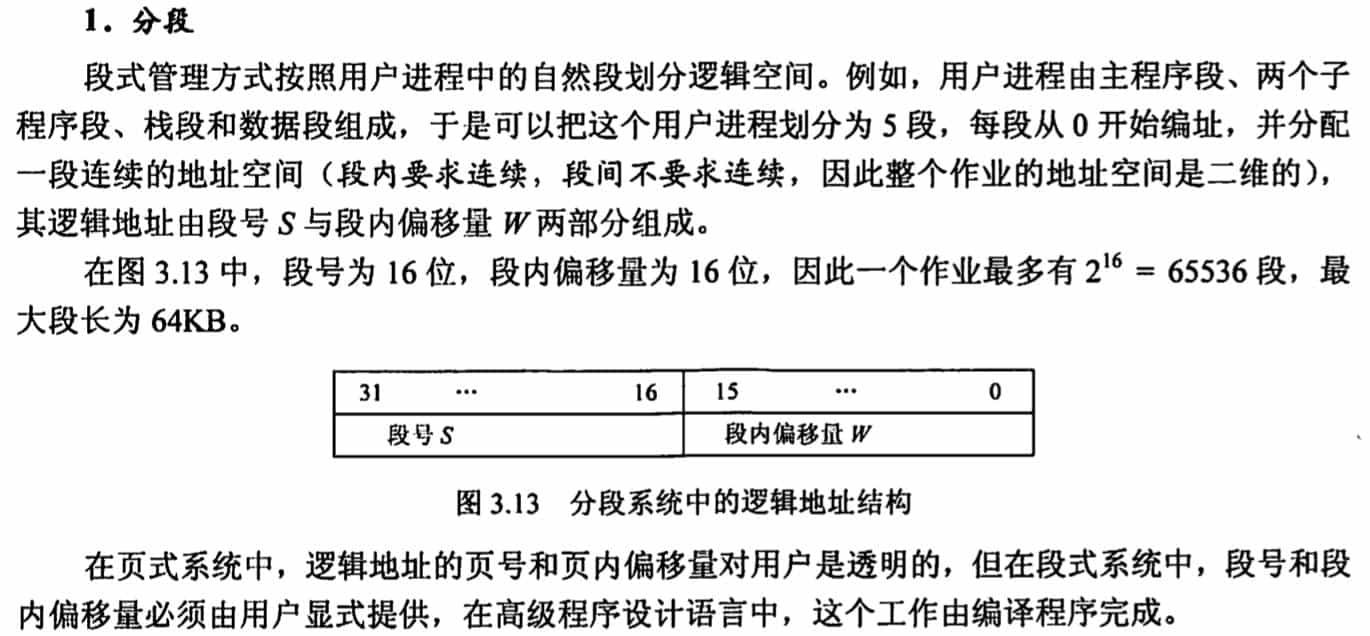 1. 分段
段式管理方式按照用户进程中的自然段划分逻辑空间。例如，用户进程由主程序段、两个子
程序段、栈段和数据段组成，于是可以把这个用户进程划分为 5 段，每段从 0 开始编址，并分配
一段连续的地址空间（段内要求连续，段间不要求连续，因此整个作业的地址空间是二维的），
其逻辑地址由段号 S 与段内偏移量 W 两部分组成。
在图 3.13 中，段号为 16 位，段内偏移量为 16 位，因此一个作业最多有 2¹⁶ = 65536 段，最
大段长为 64KB。
31 … 16 15 … 0
段号 S 段内偏移量 W
图 3.13 分段系统中的逻辑地址结构
在页式系统中，逻辑地址的页号和页内偏移量对用户是透明的，但在段式系统中，段号和段
内偏移量必须由用户显式提供，在高级程序设计语言中，这个工作由编译程序完成。